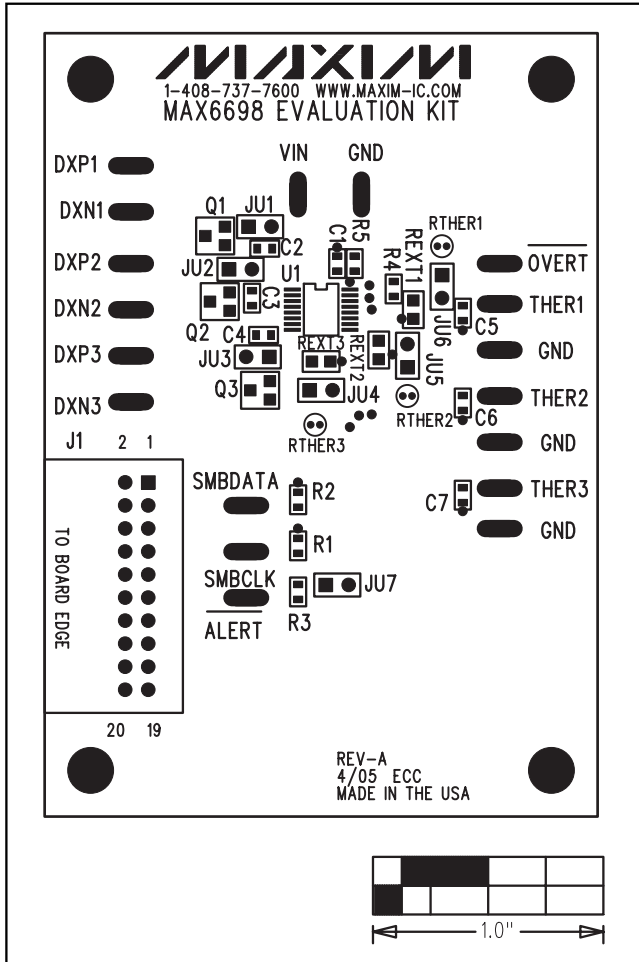 MAXIM
1-408-737-7600 WWW.MAXIM-IC.COM
MAX6698 EVALUATION KIT
VIN GND
DXP1
DXN1
DXP2
DXN2
DXP3
DXN3
Q1 JU1
C2
JU2 U1
C3
Q2 C4
JU3
Q3
C1 R5
R4 REXT1 RTHER1
JU6 C5
REXT3 REXT2 JU5
JU4
RTHER3 RTHER2
C6
C7
OVERT
THER1
GND
THER2
GND
THER3
GND
J1 2 1
TO BOARD EDGE
20 19
SMBDATA R2
R1
SMBCLK
JU7
ALERT R3
REV-A
4/05 ECC
MADE IN THE USA
1.0"